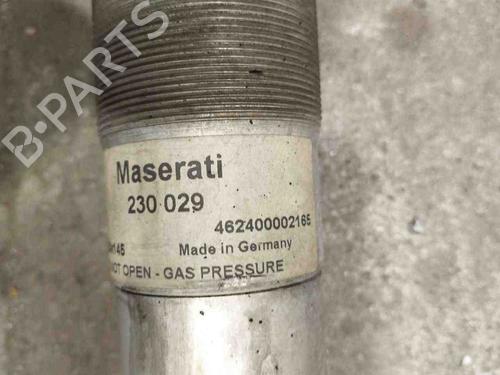 B-PARTS
Maserati
230 029
462400002165
Made in Germany
OPEN - GAS PRESSURE